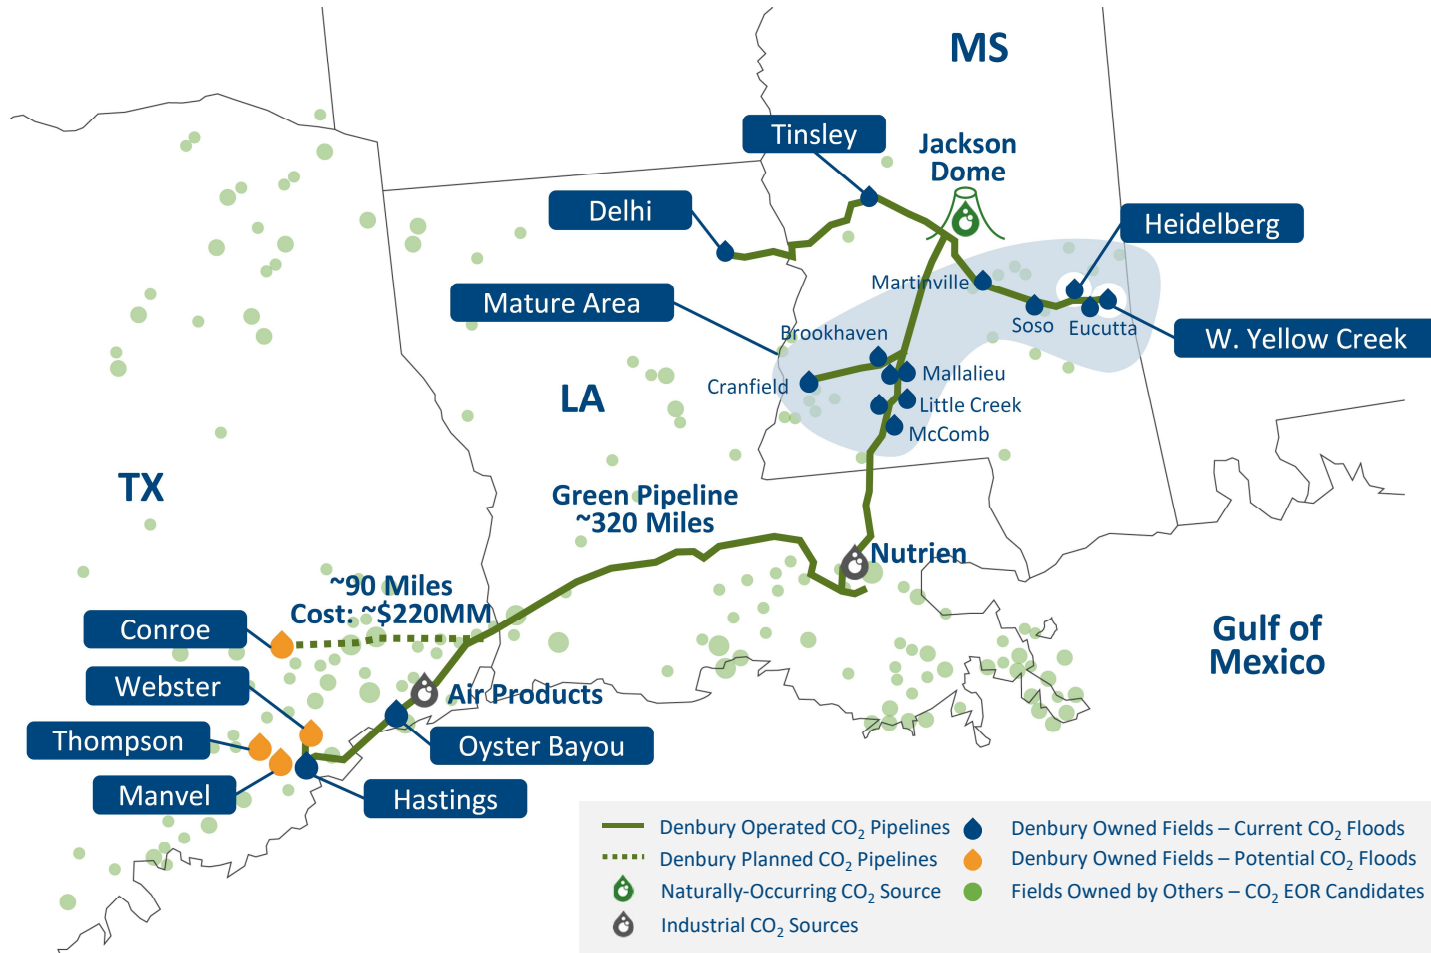 MS
Tinsley
Jackson
Dome
Delhi
Heidelberg
Martinville
Mature Area
Brookhaven
Soso
Eucutta
W. Yellow Creek
Cranfield
Mallalieu
LA
Little Creek
McComb
TX
Green Pipeline
~320 Miles
Nutrien
~90 Miles
Cost: ~$220MM
Conroe
Gulf of
Mexico
Webster
Air Products
Thompson
Oyster Bayou
Manvel
Hastings
Denbury Operated CO₂ Pipelines
Denbury Planned CO₂ Pipelines
Naturally-Occurring CO₂ Source
Industrial CO₂ Sources
Denbury Owned Fields – Current CO₂ Floods
Denbury Owned Fields – Potential CO₂ Floods
Fields Owned by Others – CO₂ EOR Candidates